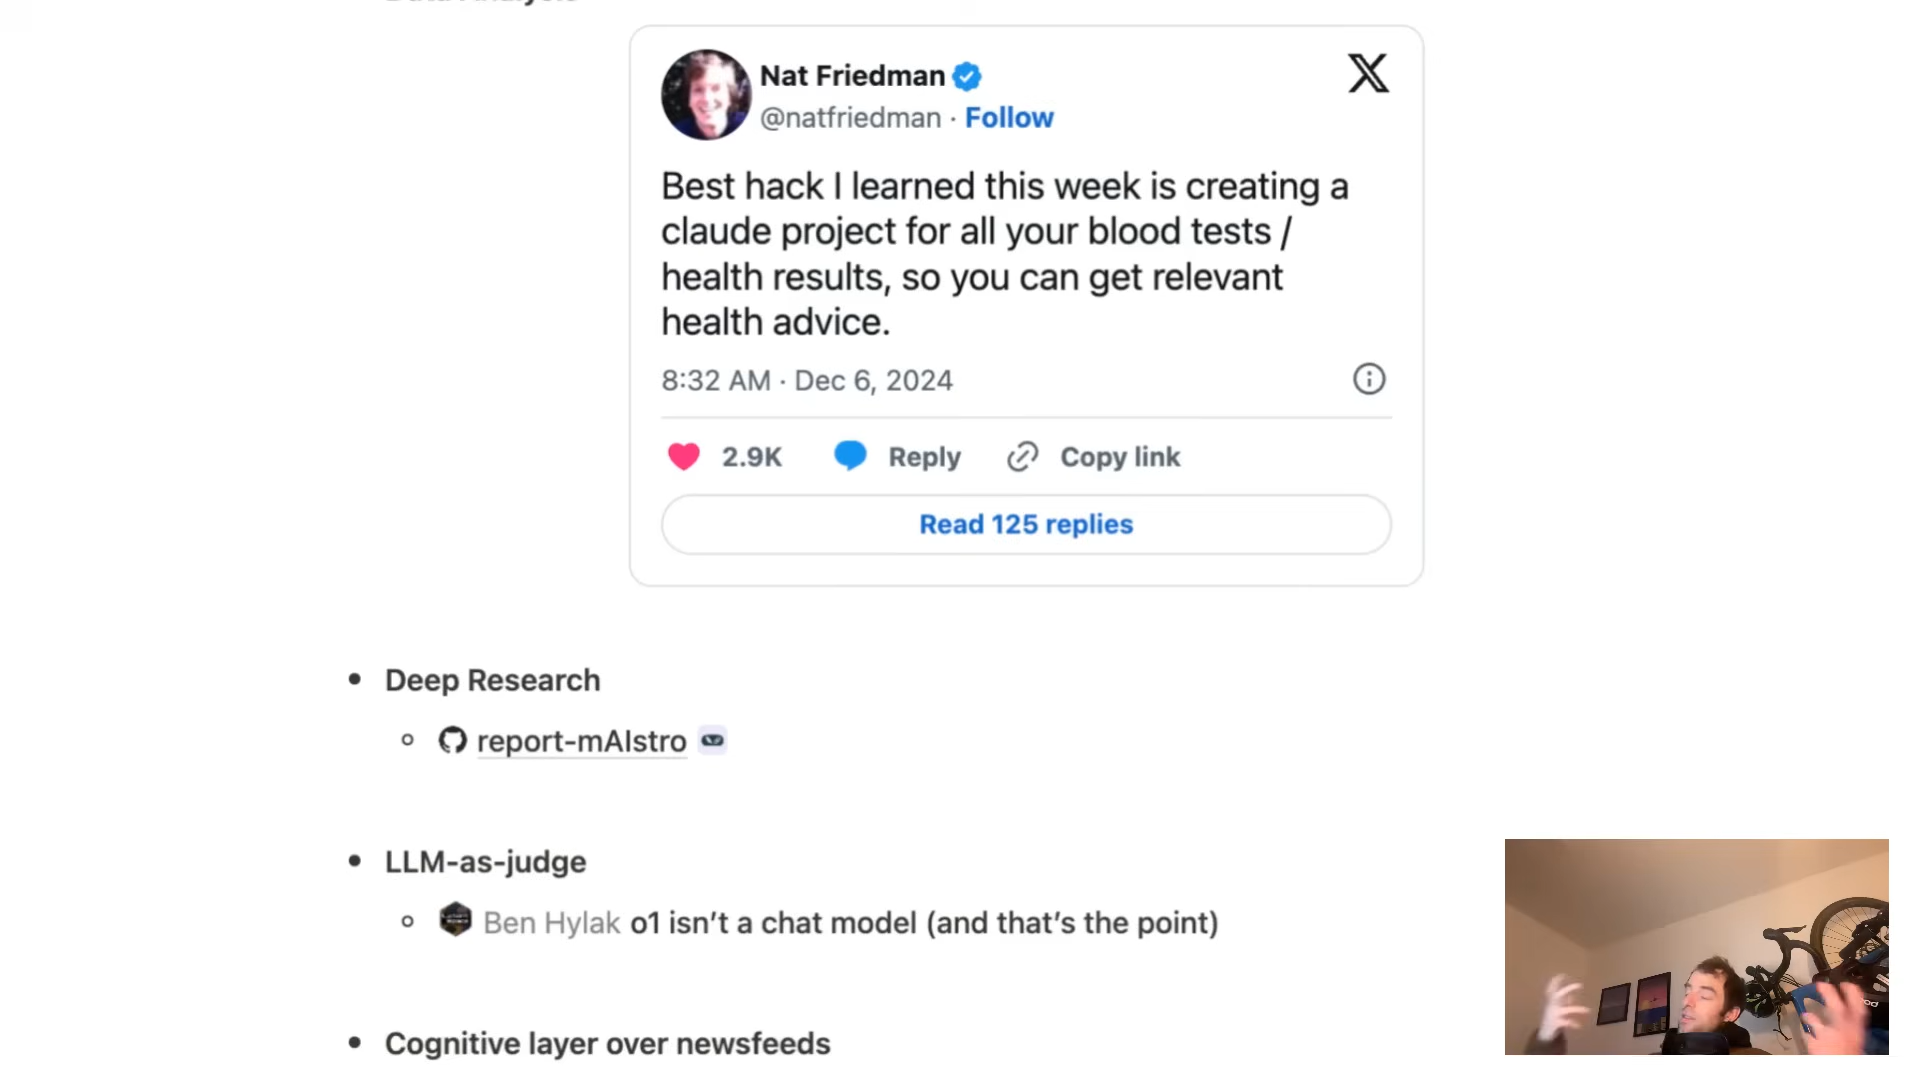 Data Analysis
Nat Friedman
@natfriedman · Follow
Best hack I learned this week is creating a
claude project for all your blood tests /
health results, so you can get relevant
health advice.
8:32 AM · Dec 6, 2024
2.9K Reply Copy link
Read 125 replies
• Deep Research
report-mAIstro
• LLM-as-judge
Ben Hylak o1 isn’t a chat model (and that’s the point)
• Cognitive layer over newsfeeds